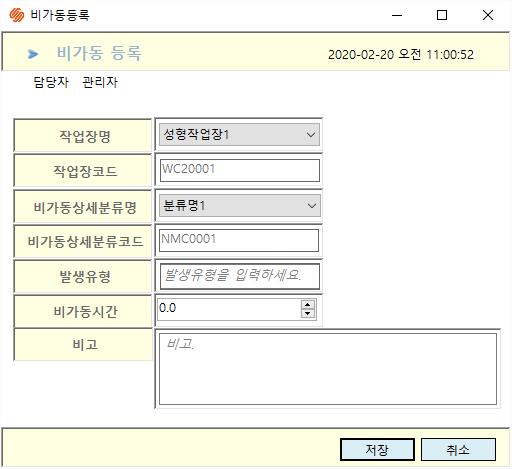 비가동등록
비가동 등록 2020-02-20 오전 11:00:52
담당자 관리자
작업장명 성형작업장1
작업장코드 WC20001
비가동상세분류명 분류명1
비가동상세분류코드 NMC0001
발생유형 발생유형을 입력하세요.
비가동시간 0.0
비고 비고.
저장 취소